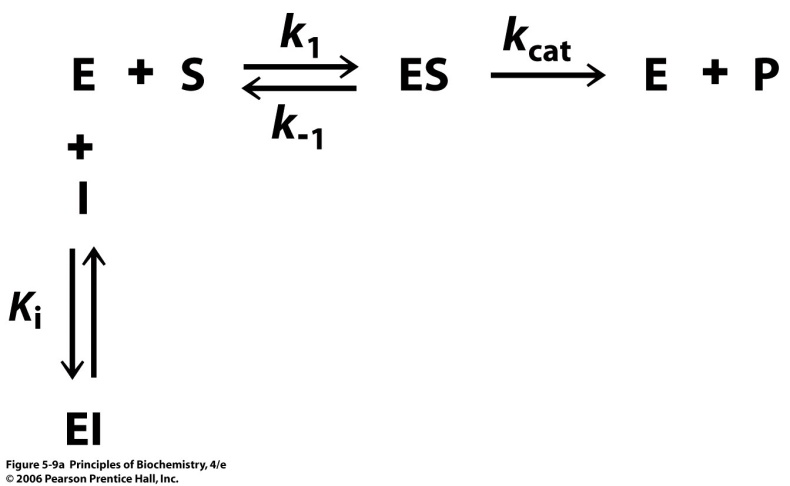 k1 kcat
E + S ES E + P
k-1
+
I
Ki
EI
Figure 5-9a Principles of Biochemistry, 4/e
© 2006 Pearson Prentice Hall, Inc.